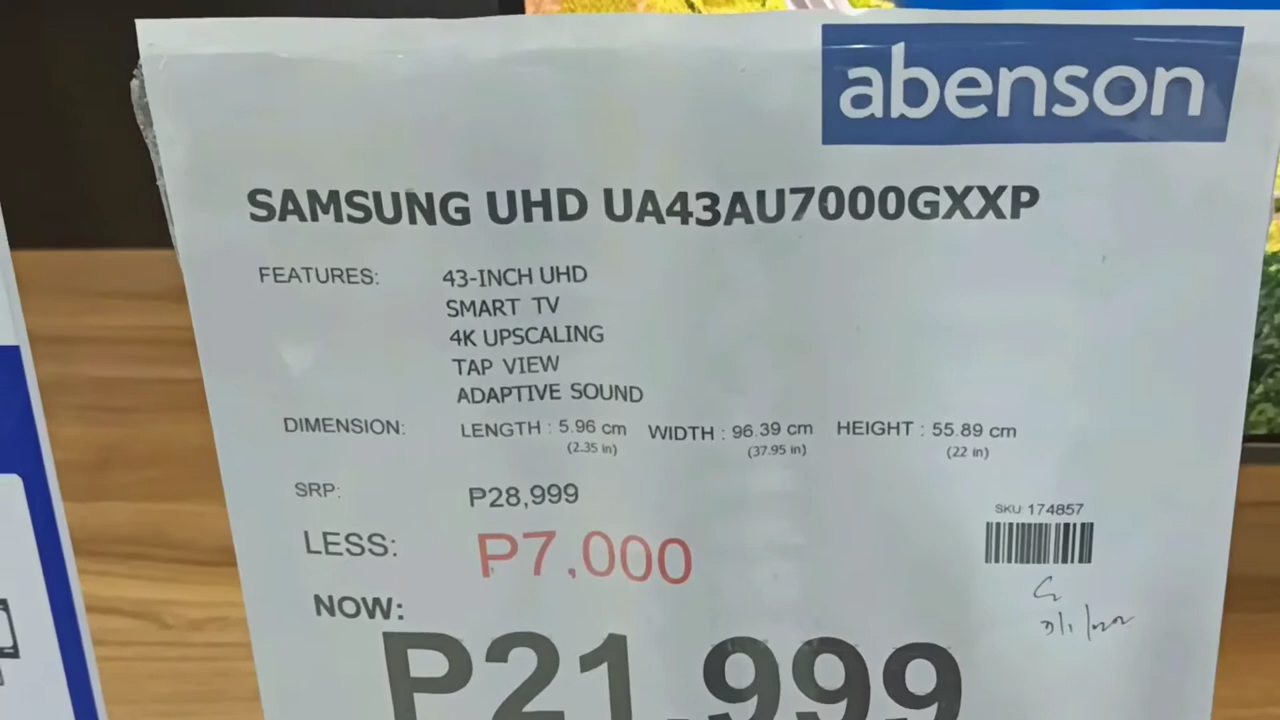 abenson
SAMSUNG UHD UA43AU7000GXXP
FEATURES: 43-INCH UHD
SMART TV
4K UPSCALING
TAP VIEW
ADAPTIVE SOUND
DIMENSION: LENGTH : 5.96 cm WIDTH : 96.39 cm HEIGHT : 55.89 cm
(2.35 in) (37.95 in) (22 in)
SRP: P28,999
SKU: 174857
LESS: P7,000
NOW:
P21,999